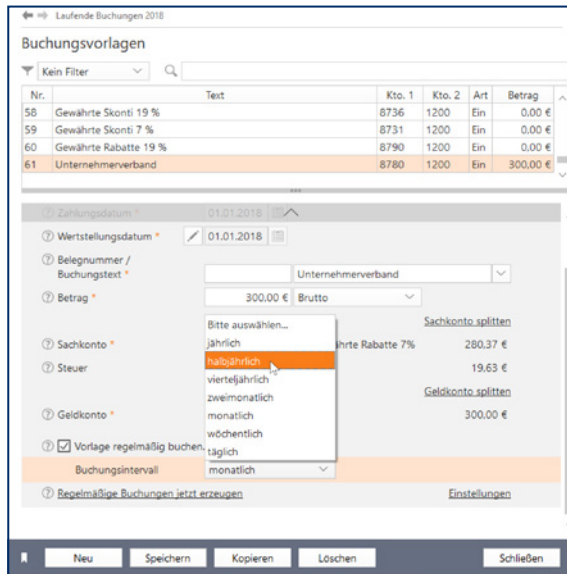 Laufende Buchungen 2018
Buchungsvorlagen
Kein Filter
Nr. Text Kto. 1 Kto. 2 Art Betrag
58 Gewährte Skonti 19 % 8736 1200 Ein 0,00 €
59 Gewährte Skonti 7 % 8731 1200 Ein 0,00 €
60 Gewährte Rabatte 19 % 8790 1200 Ein 0,00 €
61 Unternehmerverband 8780 1200 Ein 300,00 €
Zahlungsdatum * 01.01.2018
Wertstellungsdatum * 01.01.2018
Belegnummer /
Buchungstext * Unternehmerverband
Betrag * 300,00 € Brutto
Bitte auswählen... Sachkonto splitten
jährlich
Sachkonto * hrte Rabatte 7% 280,37 €
halbjährlich
Steuer 19,63 €
vierteljährlich
zweimonatlich Geldkonto splitten
monatlich
Geldkonto * 300,00 €
wöchentlich
Vorlage regelmäßig buchen.
täglich
Buchungsintervall monatlich
Regelmäßige Buchungen jetzt erzeugen Einstellungen
Neu Speichern Kopieren Löschen Schließen